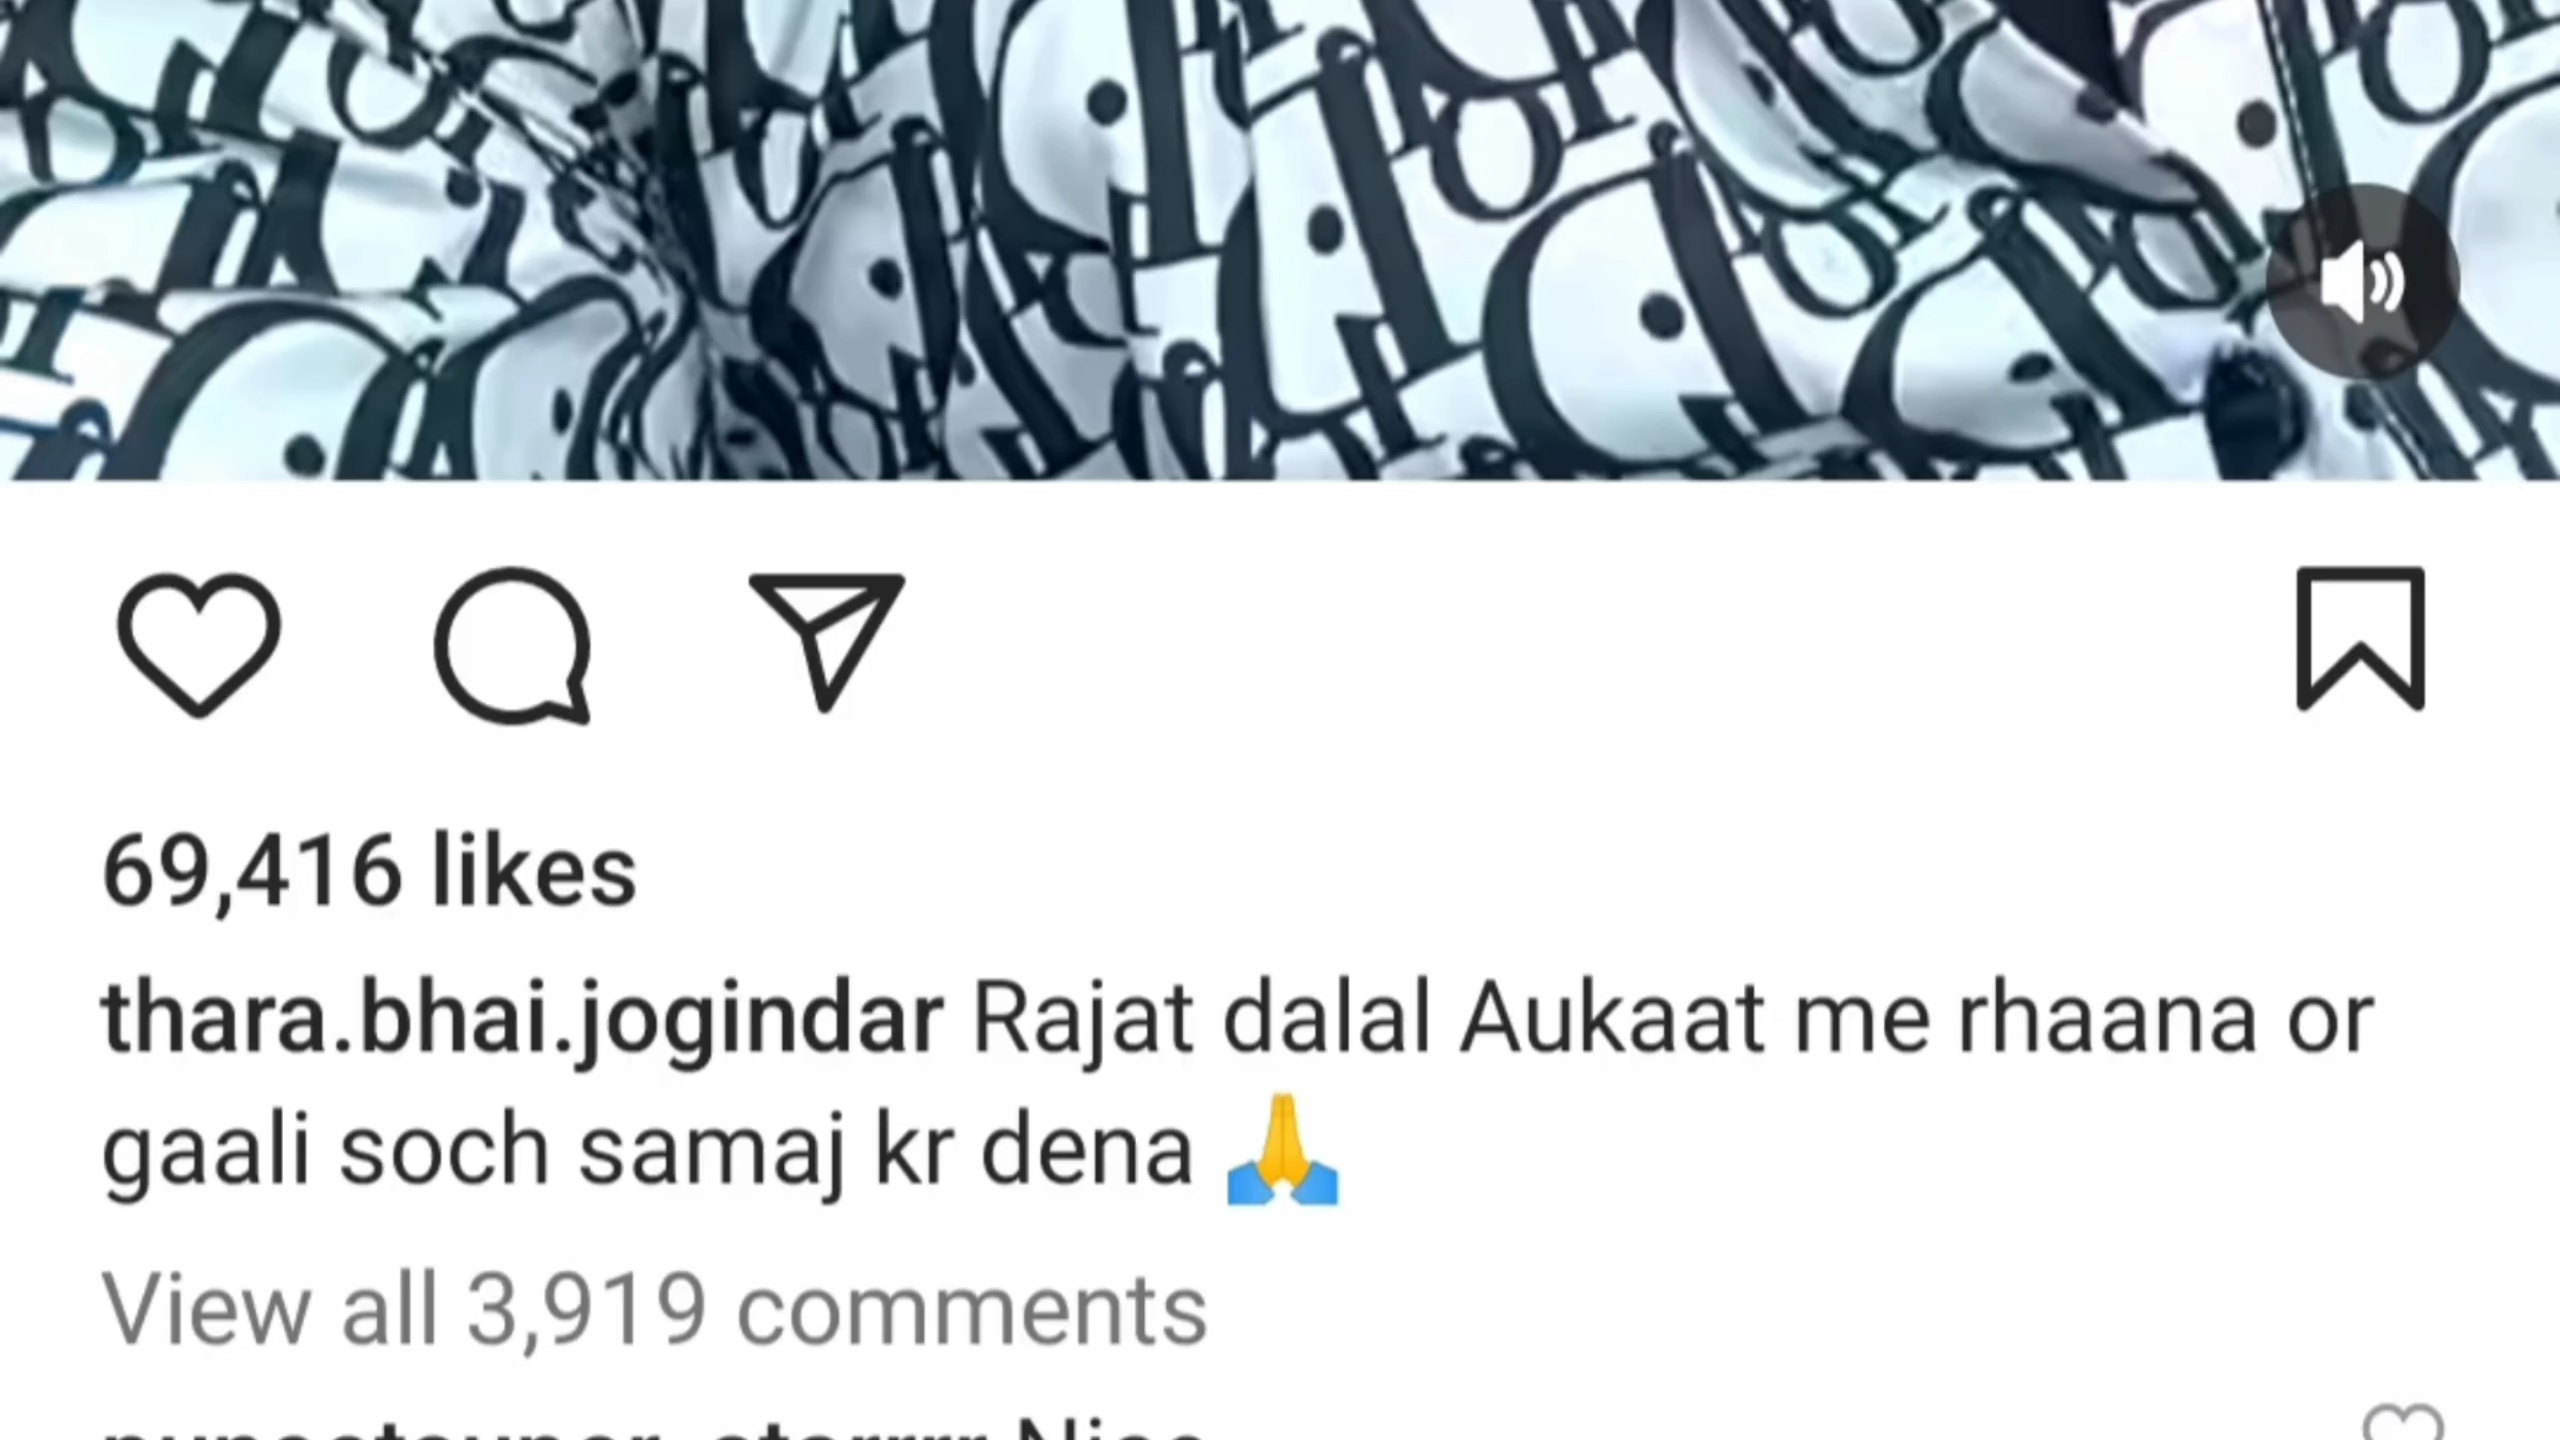 69,416 likes
thara.bhai.jogindar Rajat dalal Aukaat me rhaana or
gaali soch samaj kr dena 🙏
View all 3,919 comments
Nice